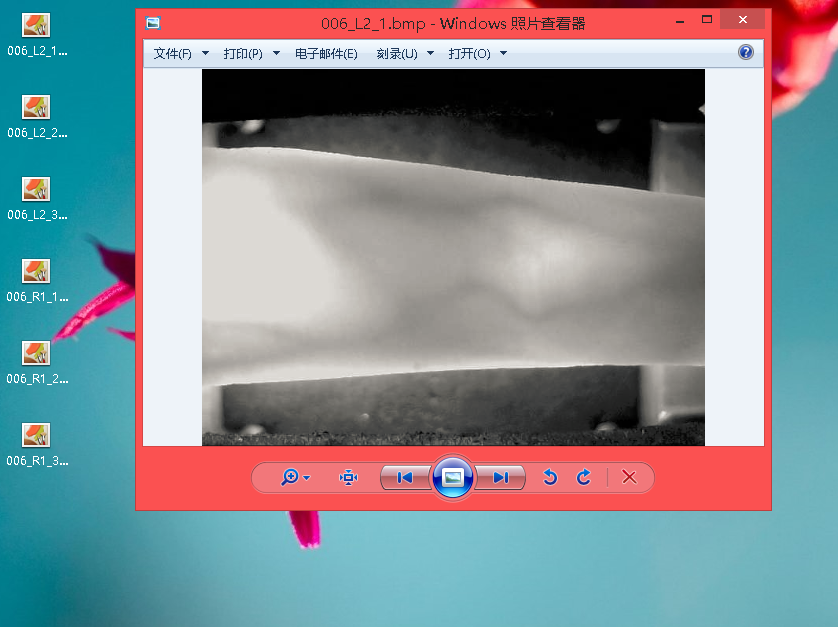 006_L2_1.bmp - Windows 照片查看器
文件(F) 打印(P) 电子邮件(E) 刻录(U) 打开(O)
006_L2_1...
006_L2_2...
006_L2_3...
006_R1_1...
006_R1_2...
006_R1_3...